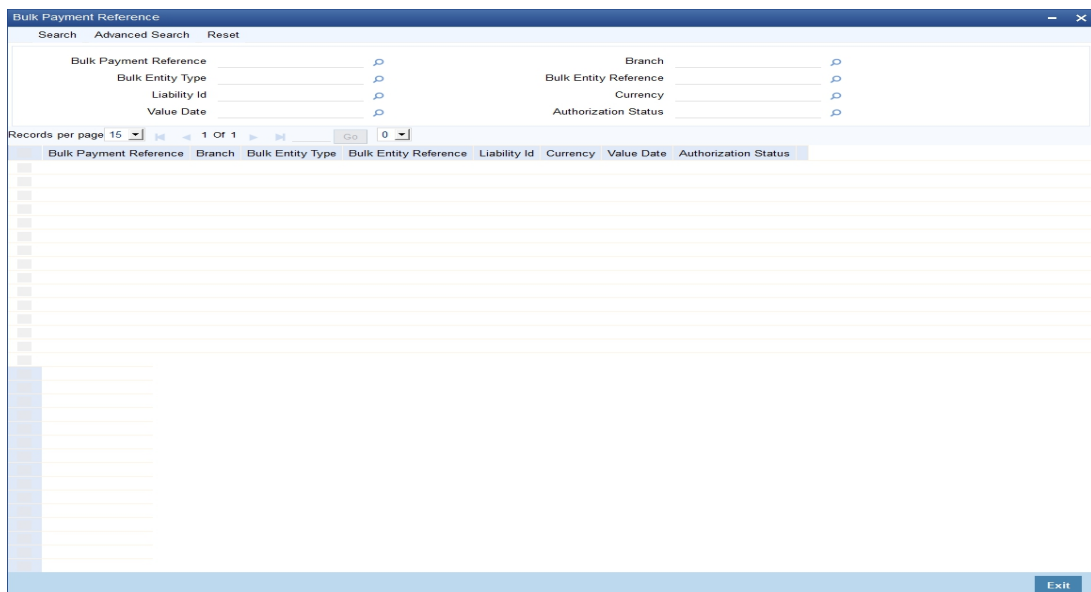 Bulk Payment Reference
Search Advanced Search Reset
Bulk Payment Reference Branch
Bulk Entity Type Bulk Entity Reference
Liability Id Currency
Value Date Authorization Status
Records per page 15 1 Of 1 Go 0
Bulk Payment Reference Branch Bulk Entity Type Bulk Entity Reference Liability Id Currency Value Date Authorization Status
Exit